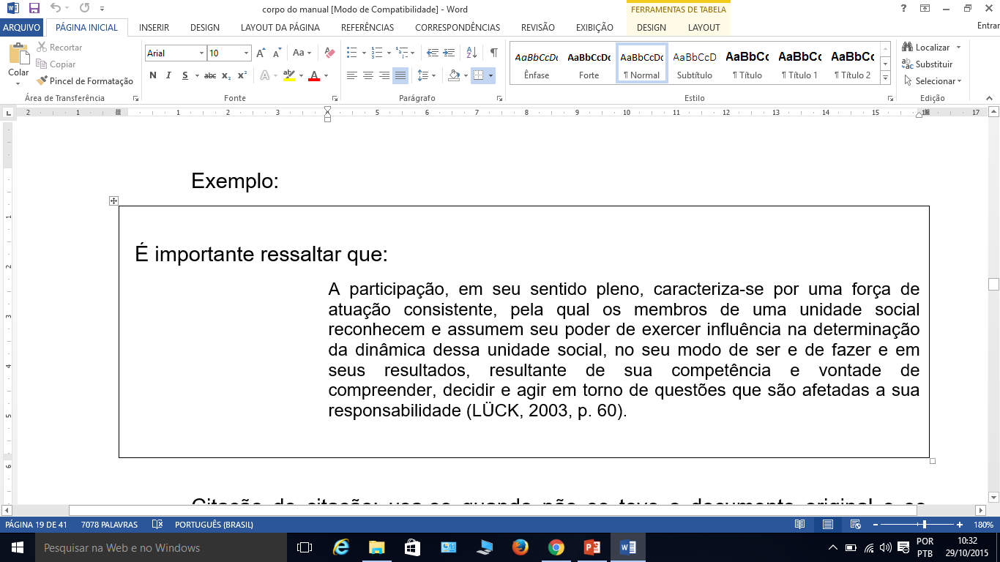 corpo do manual [Modo de Compatibilidade] - Word
FERRAMENTAS DE TABELA
?
ARQUIVO PÁGINA INICIAL INSERIR DESIGN LAYOUT DA PÁGINA REFERÊNCIAS CORRESPONDÊNCIAS REVISÃO EXIBIÇÃO DESIGN LAYOUT Entrar
Colar
Recortar
Copiar
Pincel de Formatação
Área de Transferência
Arial 10
Aa
N I S abc x₂ x²
A A
Fonte
Parágrafo
AaBbCcDc AaBbCcDc AaBbCcDc AaBbCcD AaBbCc AaBbCc AaBbCc
Ênfase Forte ¶ Normal Subtítulo ¶ Título ¶ Título 1 ¶ Título 2
Estilo
Localizar
Substituir
Selecionar
Edição
2 1 1 2 3 5 6 7 8 9 10 11 12 13 14 15 17
Exemplo:
É importante ressaltar que:
A participação, em seu sentido pleno, caracteriza-se por uma força de
atuação consistente, pela qual os membros de uma unidade social
reconhecem e assumem seu poder de exercer influência na determinação
da dinâmica dessa unidade social, no seu modo de ser e de fazer e em
seus resultados, resultante de sua competência e vontade de
compreender, decidir e agir em torno de questões que são afetadas a sua
responsabilidade (LÜCK, 2003, p. 60).
1
2
3
4
5
6
Citação de citação: usa-se quando não se teve o documento original e se
PÁGINA 19 DE 41 7078 PALAVRAS PORTUGUÊS (BRASIL) 180%
Pesquisar na Web e no Windows
POR
PTB
10:32
29/10/2015